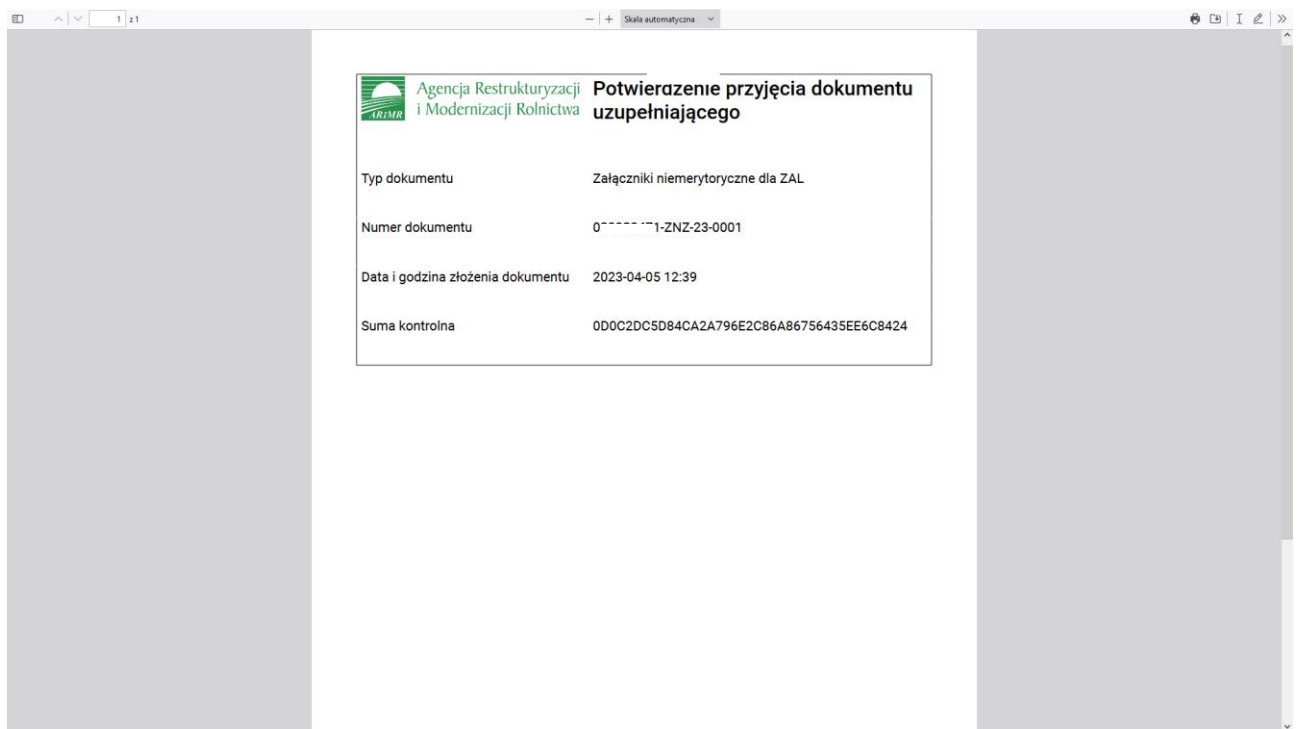 1 z 1
Skala automatyczna
ARiMR
Agencja Restrukturyzacji
i Modernizacji Rolnictwa
Potwierdzenie przyjęcia dokumentu
uzupełniającego
Typ dokumentu Załączniki niemerytoryczne dla ZAL
Numer dokumentu 1-ZNZ-23-0001
Data i godzina złożenia dokumentu 2023-04-05 12:39
Suma kontrolna 0D0C2DC5D84CA2A796E2C86A86756435EE6C8424